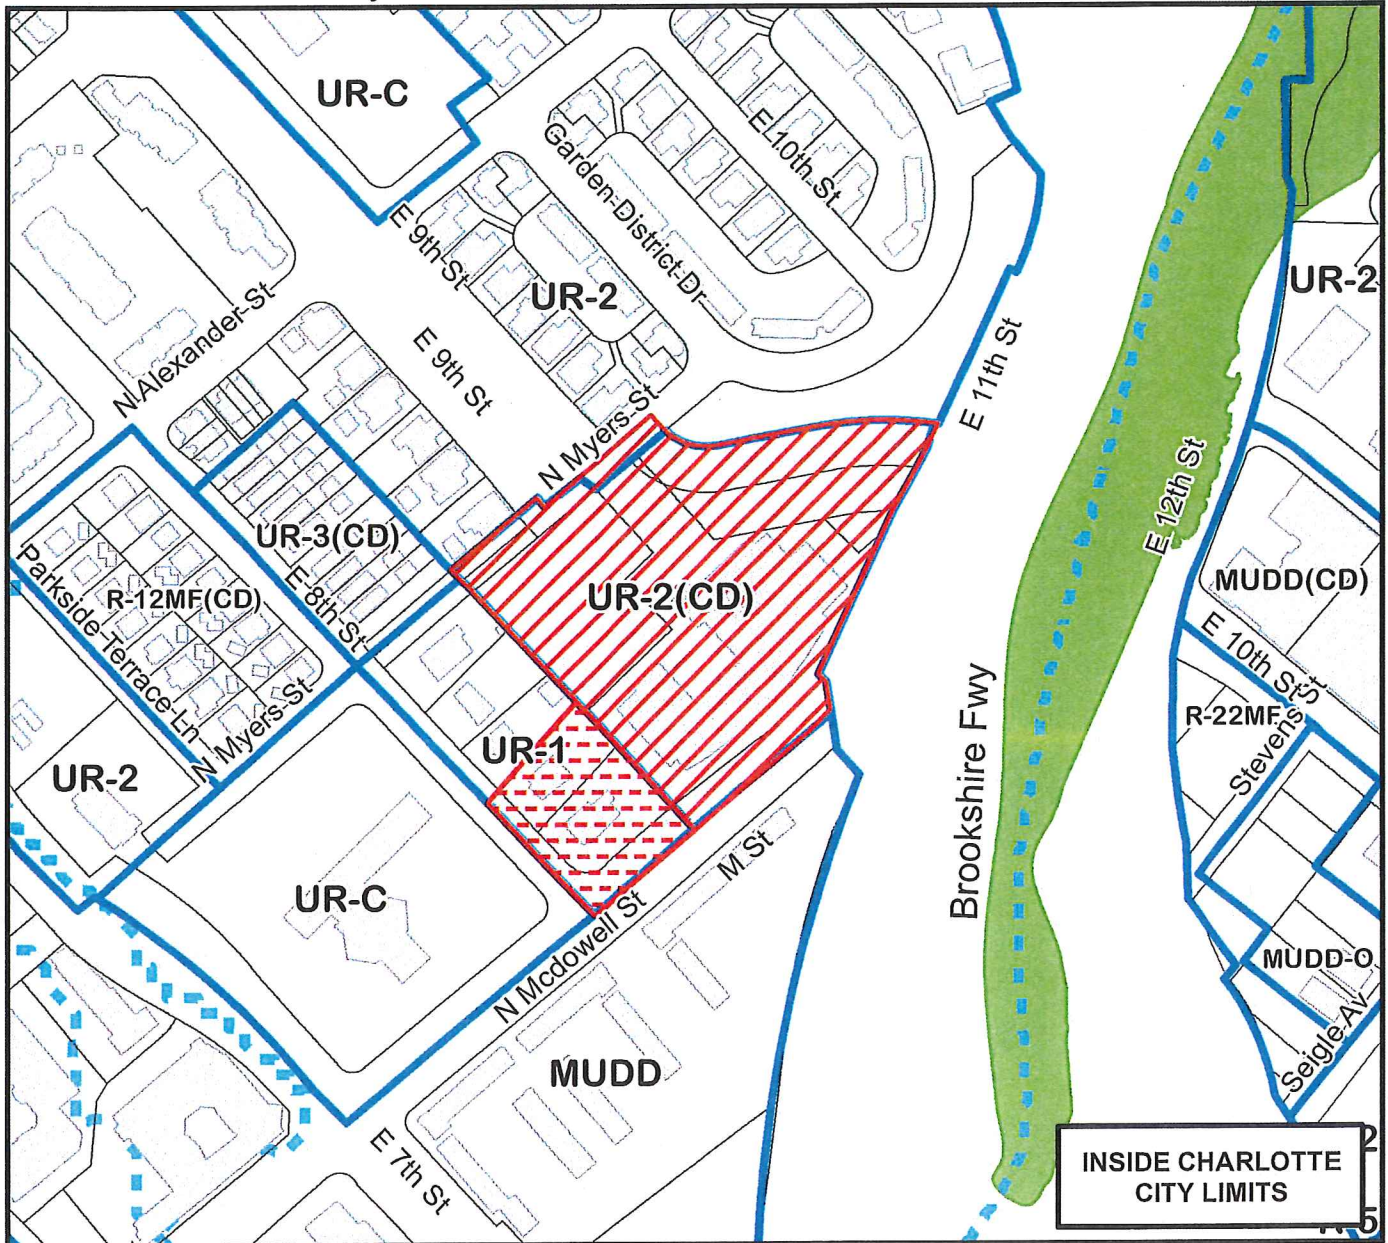 UR-C
E 10th St
Garden District Dr
E 9th St
UR-2
UR-2
N Alexander St
E 9th St
E 11th St
N Myers St
E 12th St
UR-3(CD)
Parkside Terrace Ln
R-12MF(CD)
E 8th St
UR-2(CD)
MUDD(CD)
E 10th St
N Myers St
R-22MF
Stevens St
UR-1
UR-2
Brookshire Fwy
M St
UR-C
N Mcdowell St
MUDD-O
Seigle Av
MUDD
E 7th St
INSIDE CHARLOTTE
CITY LIMITS